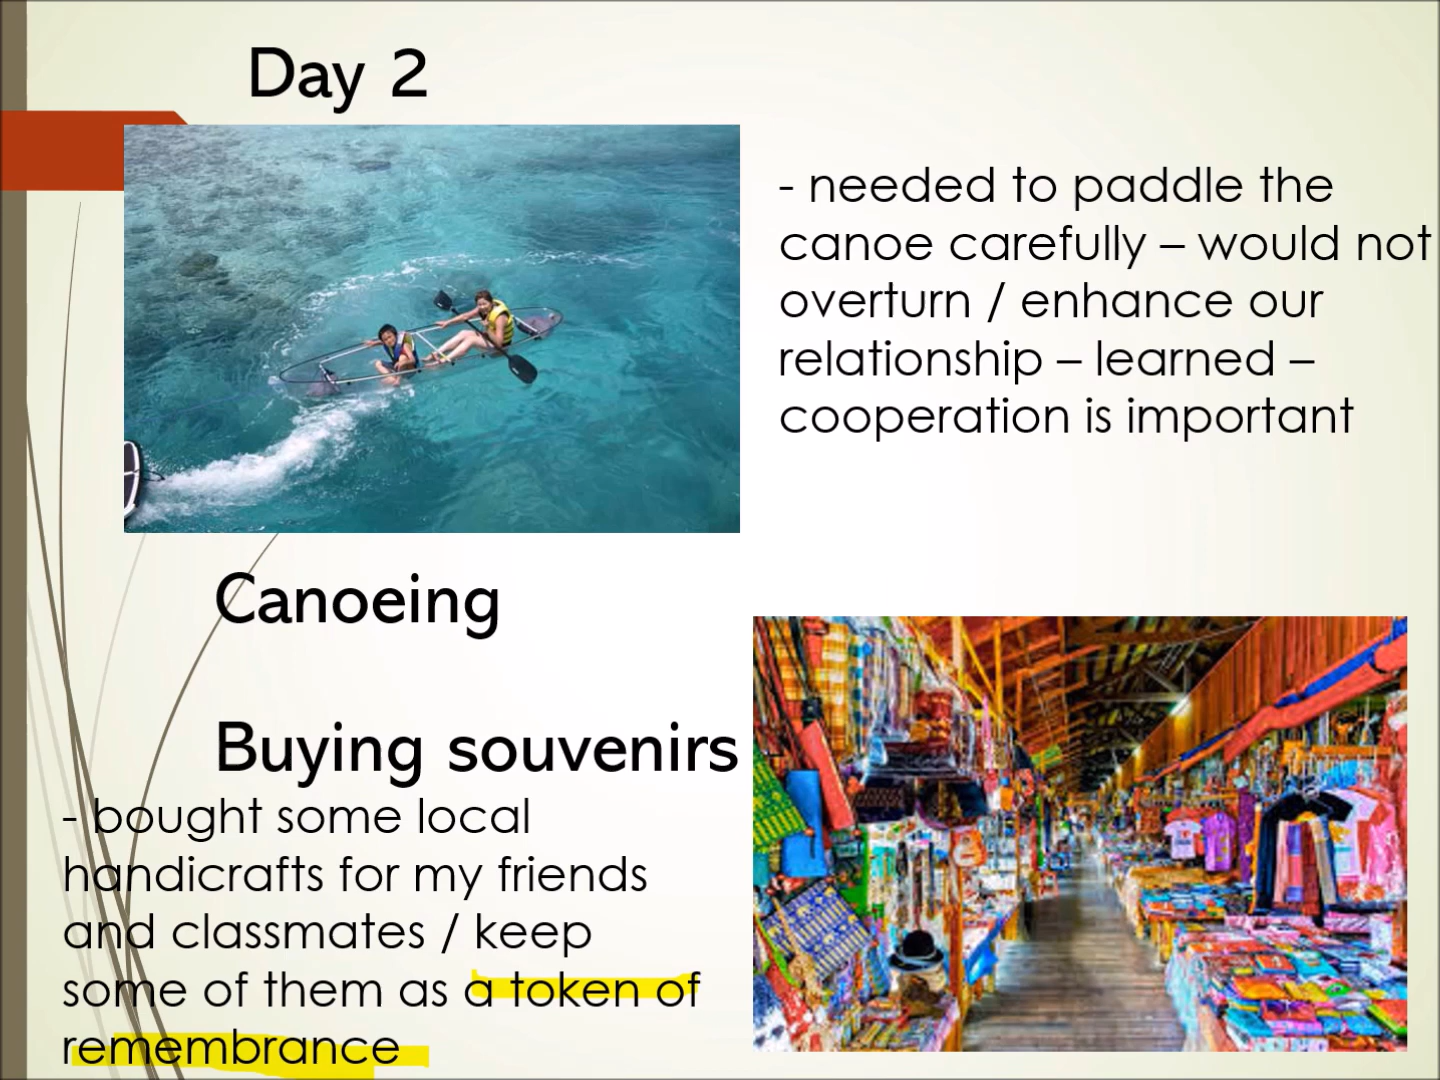 Day 2
- needed to paddle the
canoe carefully – would not
overturn / enhance our
relationship – learned –
cooperation is important
Canoeing
Buying souvenirs
- bought some local
handicrafts for my friends
and classmates / keep
some of them as a token of
remembrance